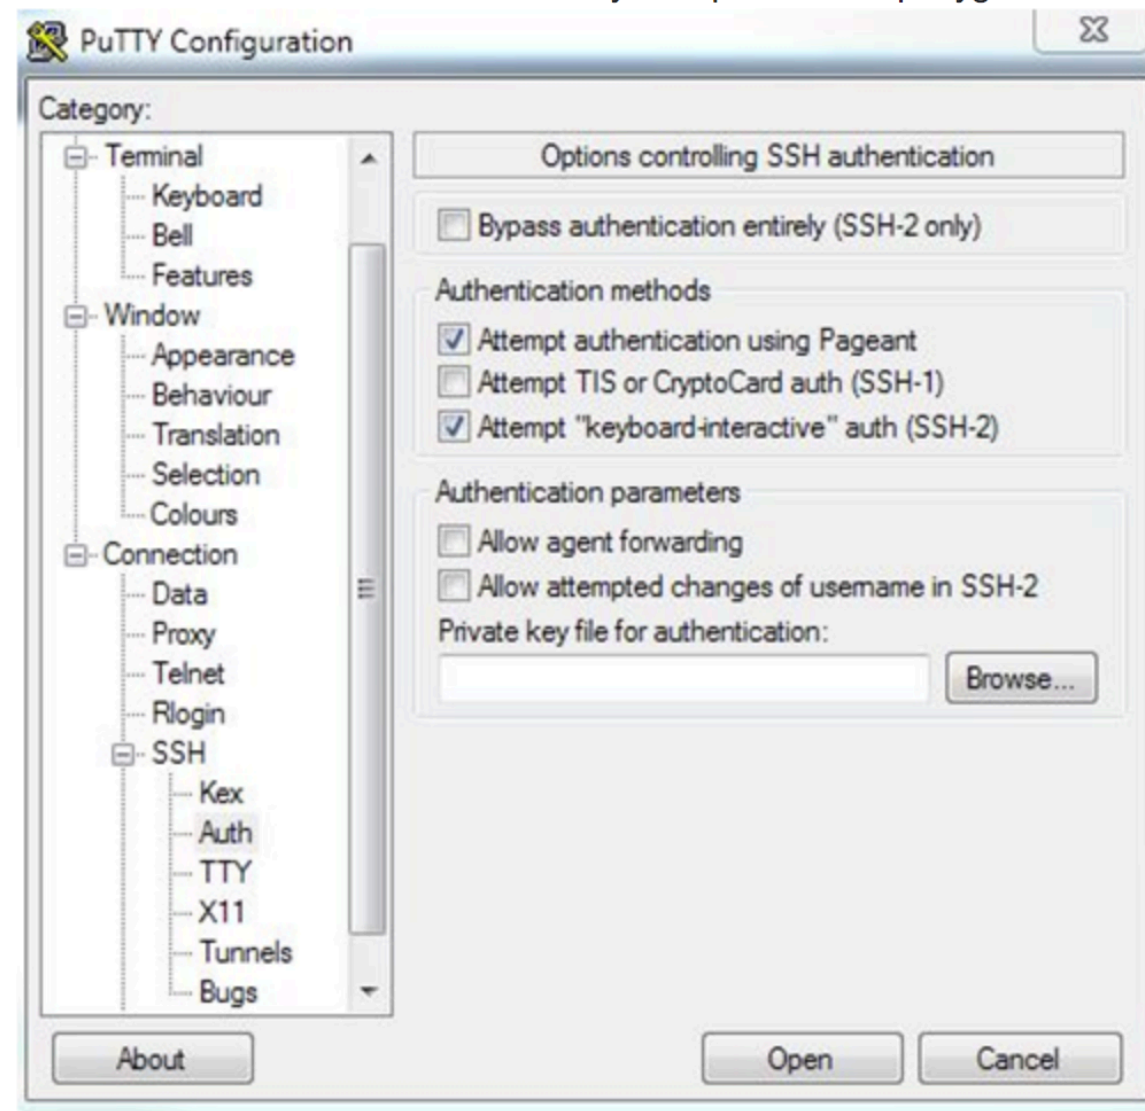 PuTTY Configuration
Category:
Terminal
Keyboard
Bell
Features
Window
Appearance
Behaviour
Translation
Selection
Colours
Connection
Data
Proxy
Telnet
Rlogin
SSH
Kex
Auth
TTY
X11
Tunnels
Bugs
Options controlling SSH authentication
Bypass authentication entirely (SSH-2 only)
Authentication methods
Attempt authentication using Pageant
Attempt TIS or CryptoCard auth (SSH-1)
Attempt "keyboard-interactive" auth (SSH-2)
Authentication parameters
Allow agent forwarding
Allow attempted changes of username in SSH-2
Private key file for authentication:
Browse...
About
Open
Cancel